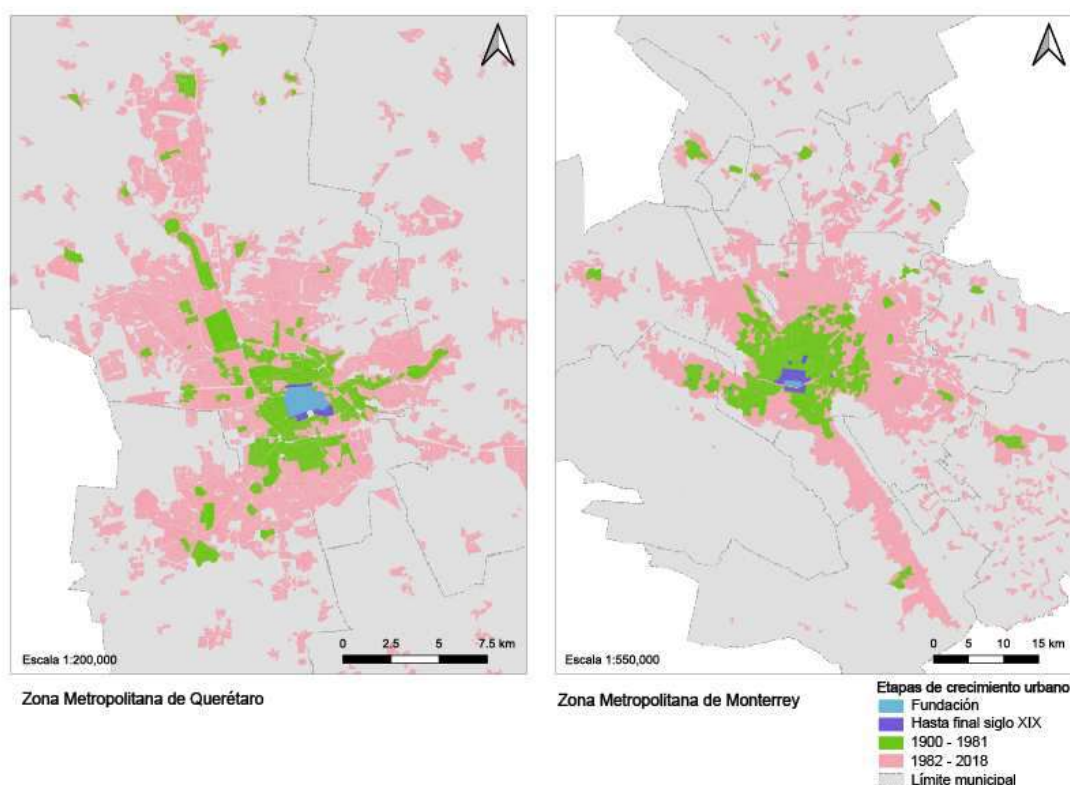 0 2.5 5 7.5 km
Escala 1:200,000
Zona Metropolitana de Querétaro
0 5 10 15 km
Escala 1:550,000
Zona Metropolitana de Monterrey
Etapas de crecimiento urbano
Fundación
Hasta final siglo XIX
1900 - 1981
1982 - 2018
Límite municipal